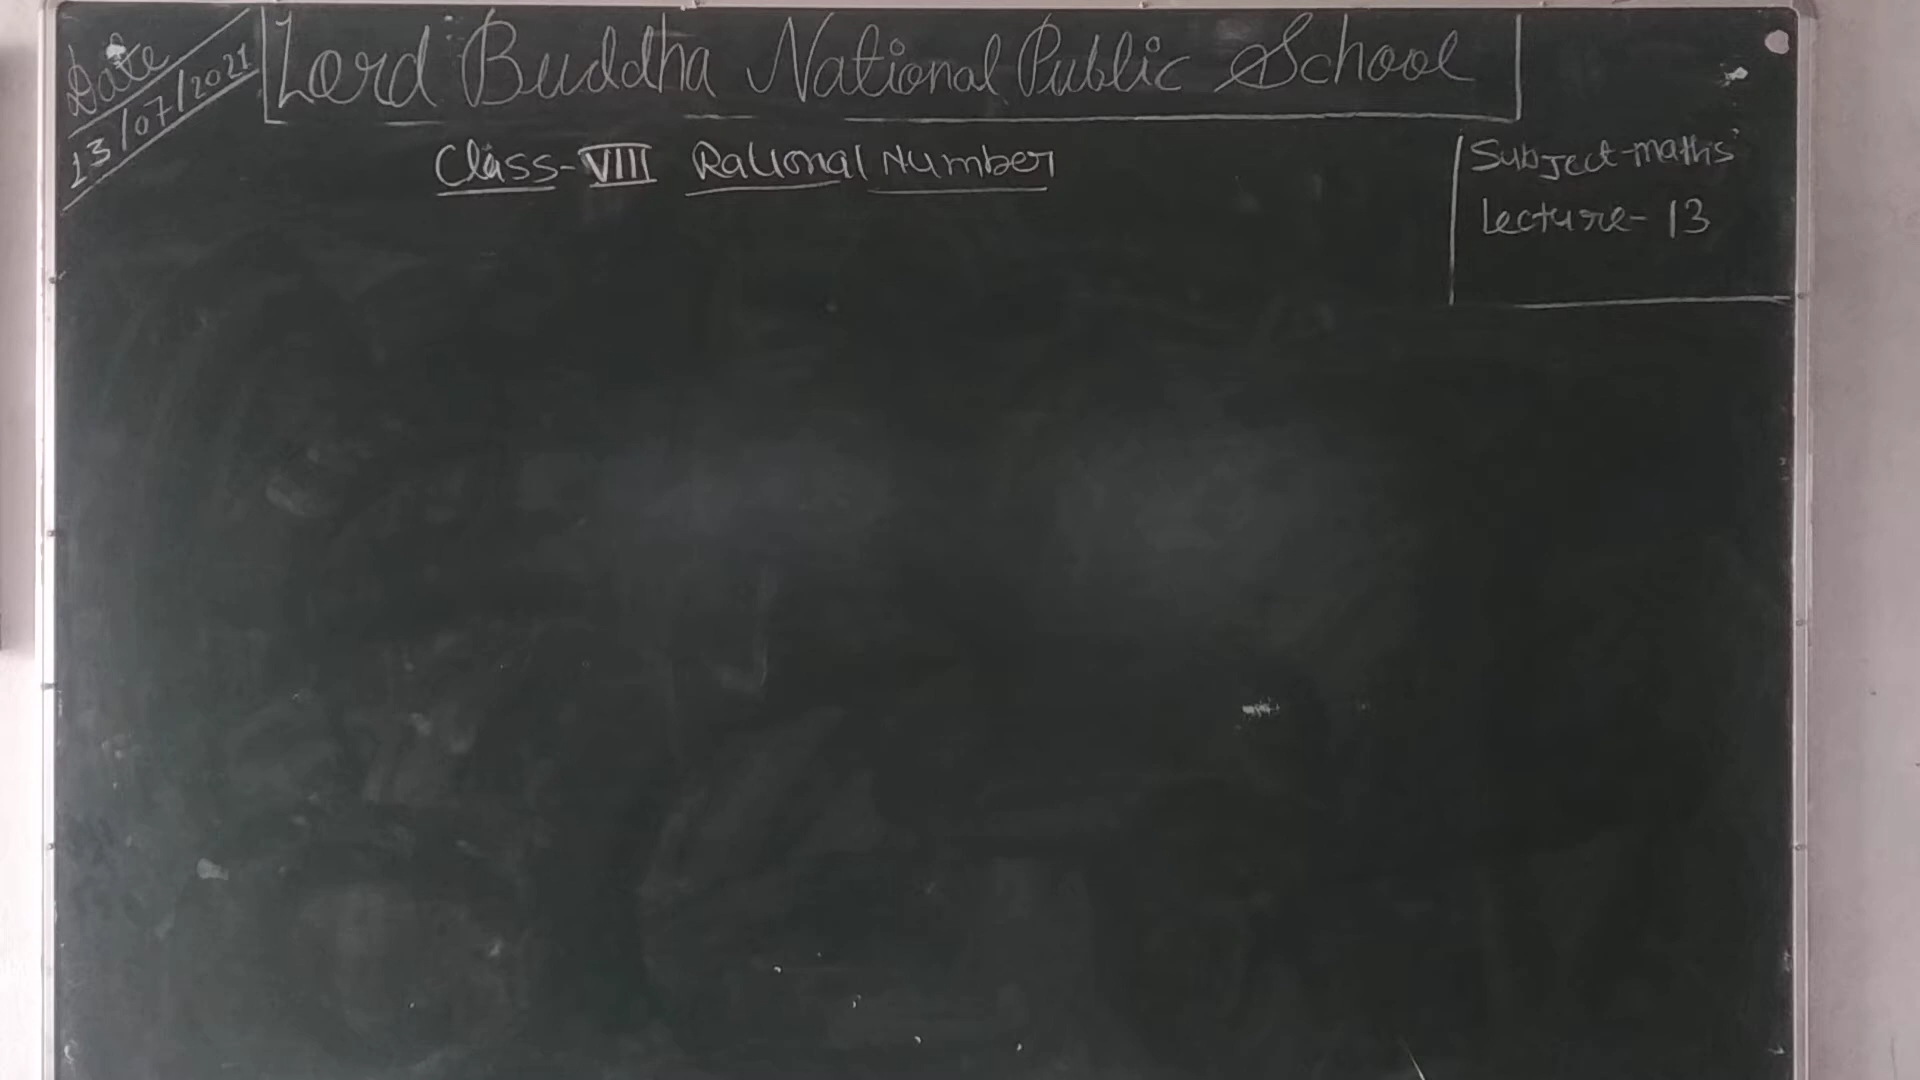 Date
13/07/2021
Lord Buddha National Public School
Class-VIII Rational Number
Subject-maths
Lecture-13